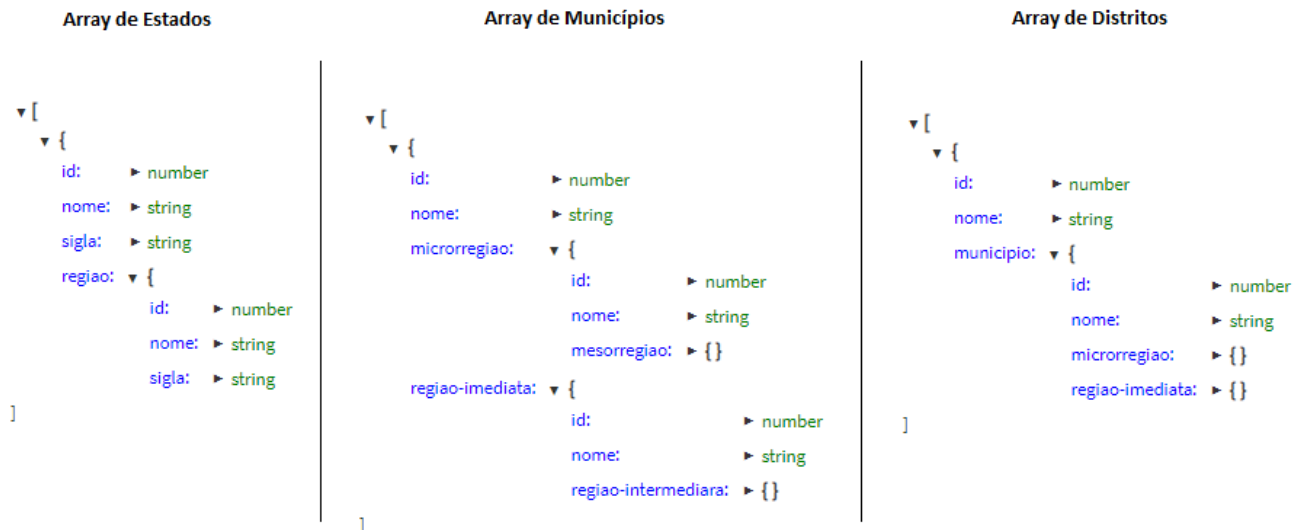 Array de Estados
▼ [
▼ {
id: ► number
nome: ► string
sigla: ► string
regiao: ▼ {
id: ► number
nome: ► string
sigla: ► string
]
Array de Municípios
▼ [
▼ {
id: ► number
nome: ► string
microrregiao: ▼ {
id: ► number
nome: ► string
mesorregiao: ► {}
regiao-imediata: ▼ {
id: ► number
nome: ► string
regiao-intermediara: ► {}
]
Array de Distritos
▼ [
▼ {
id: ► number
nome: ► string
municipio: ▼ {
id: ► number
nome: ► string
microrregiao: ► {}
regiao-imediata: ► {}
]